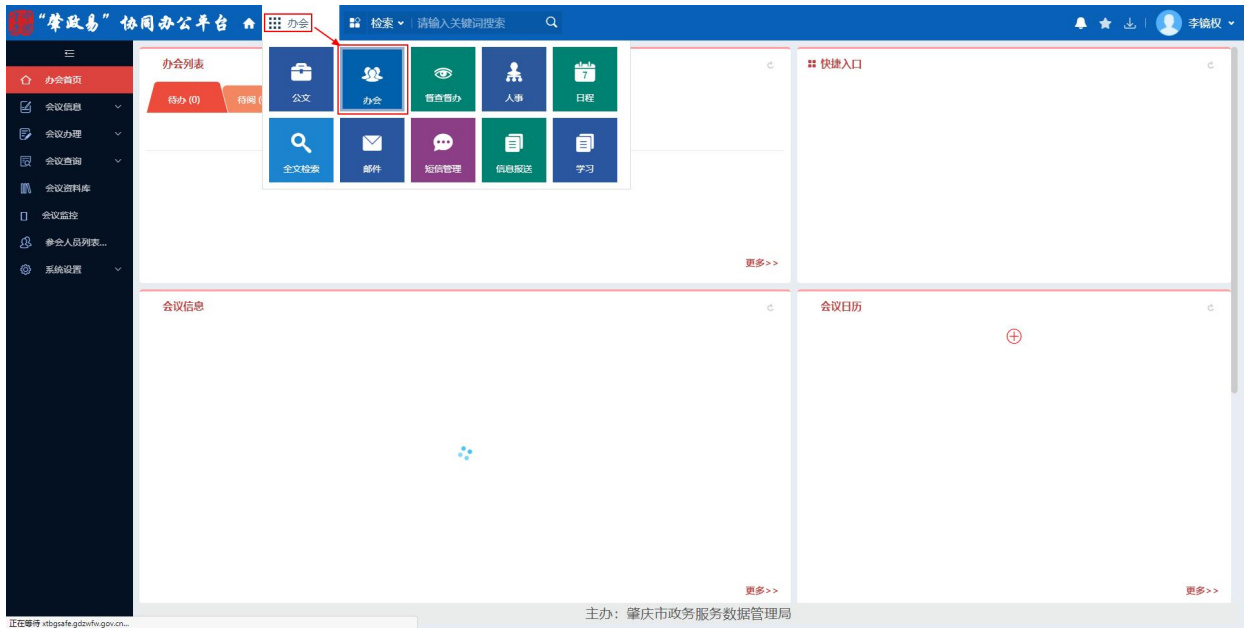 “肇政易”协同办公平台 办会 检索 请输入关键词搜索 李镐权
办会首页
会议信息
会议办理
会议查询
会议资料库
会议监控
参会人员列表...
系统设置
办会列表
待办 (0) 待阅 (
公文 办会 督查督办 人事 日程
7
全文检索 邮件 短信管理 信息报送 学习
更多>>
快捷入口
会议信息
更多>>
会议日历
更多>>
主办：肇庆市政务服务数据管理局
正在等待 xtbgsafe.gdzwfw.gov.cn...